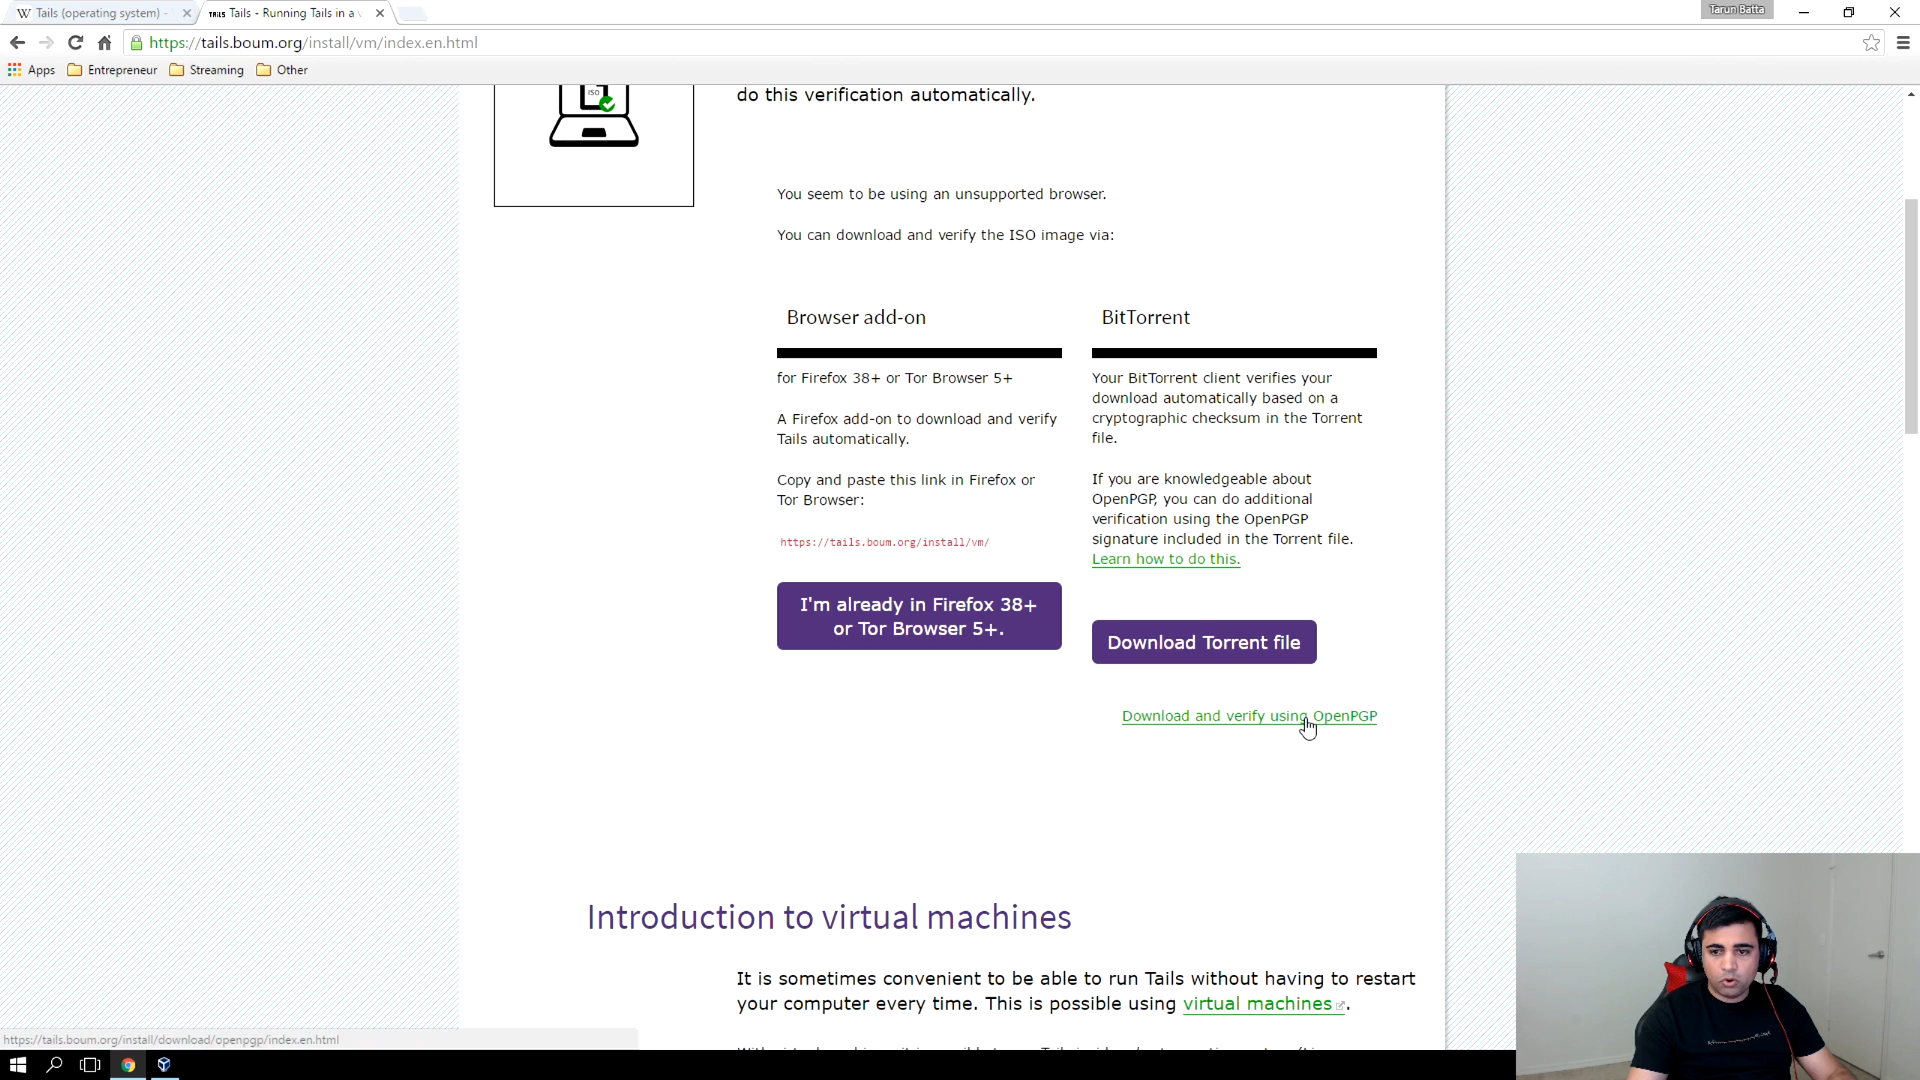 Tails (operating system) -
TAILS Tails - Running Tails in a v
Tarun Batta
https://tails.boum.org/install/vm/index.en.html
Apps Entrepreneur Streaming Other
ISO
do this verification automatically.
You seem to be using an unsupported browser.
You can download and verify the ISO image via:
Browser add-on
for Firefox 38+ or Tor Browser 5+
A Firefox add-on to download and verify
Tails automatically.
Copy and paste this link in Firefox or
Tor Browser:
https://tails.boum.org/install/vm/
I'm already in Firefox 38+
or Tor Browser 5+.
BitTorrent
Your BitTorrent client verifies your
download automatically based on a
cryptographic checksum in the Torrent
file.
If you are knowledgeable about
OpenPGP, you can do additional
verification using the OpenPGP
signature included in the Torrent file.
Learn how to do this.
Download Torrent file
Download and verify using OpenPGP
Introduction to virtual machines
It is sometimes convenient to be able to run Tails without having to restart
your computer every time. This is possible using virtual machines.
https://tails.boum.org/install/download/openpgp/index.en.html